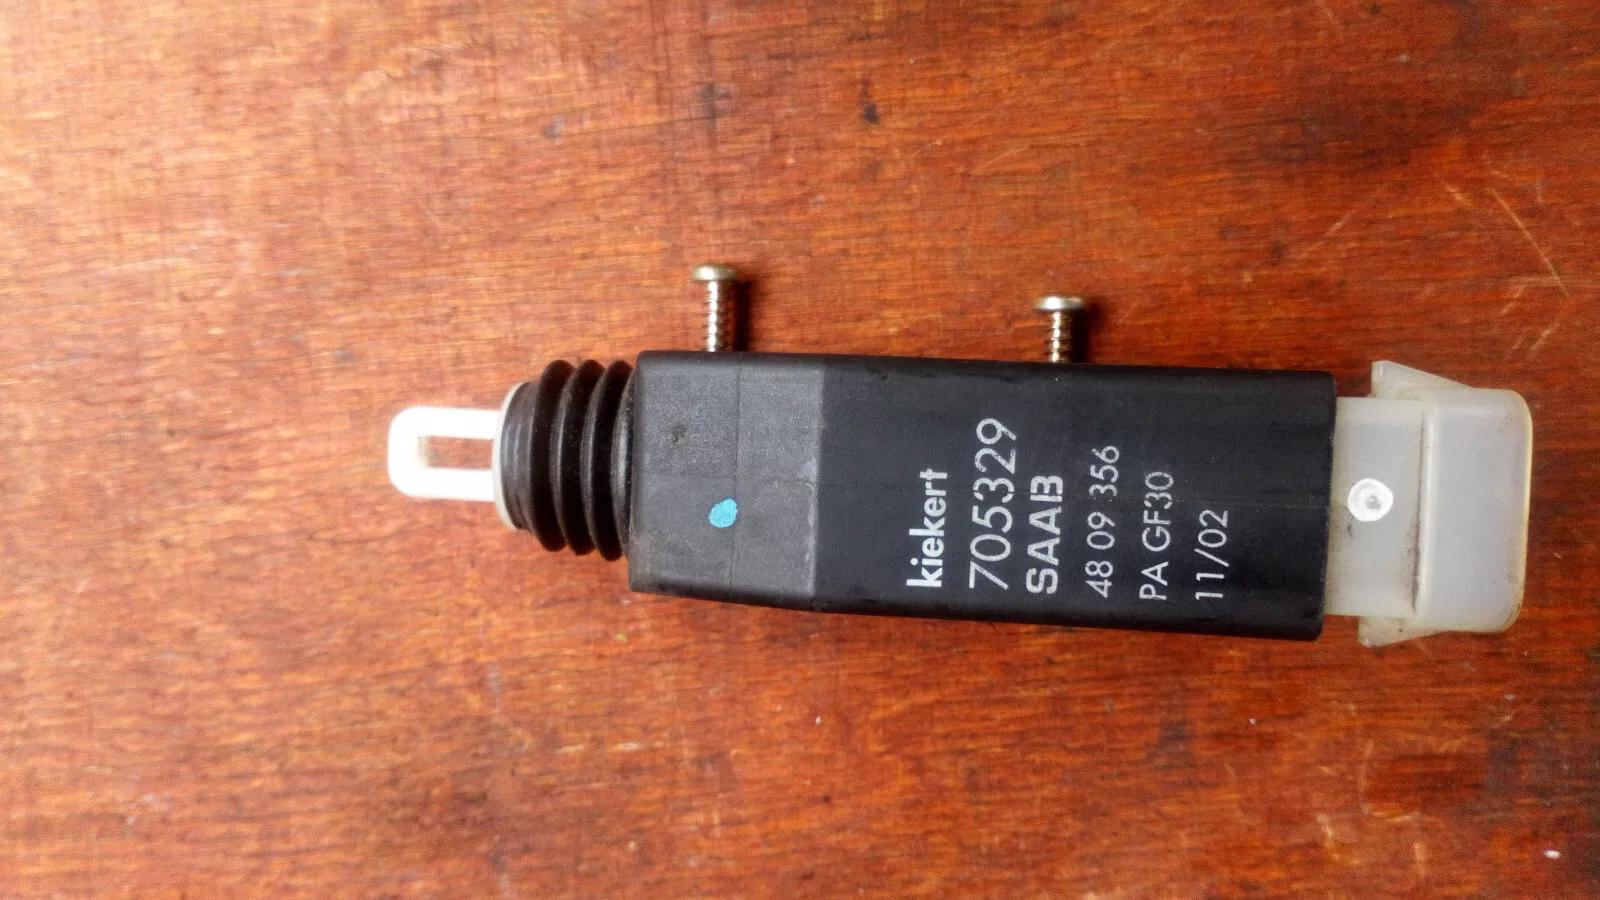 kiekert
705329
SAAB
48 09 356
PA GF30
11/02